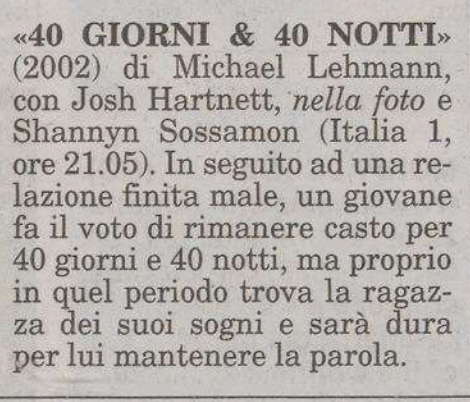 «40 GIORNI & 40 NOTTI»
(2002) di Michael Lehmann,
con Josh Hartnett, nella foto e
Shannyn Sossamon (Italia 1,
ore 21.05). In seguito ad una re-
lazione finita male, un giovane
fa il voto di rimanere casto per
40 giorni e 40 notti, ma proprio
in quel periodo trova la ragaz-
za dei suoi sogni e sarà dura
per lui mantenere la parola.